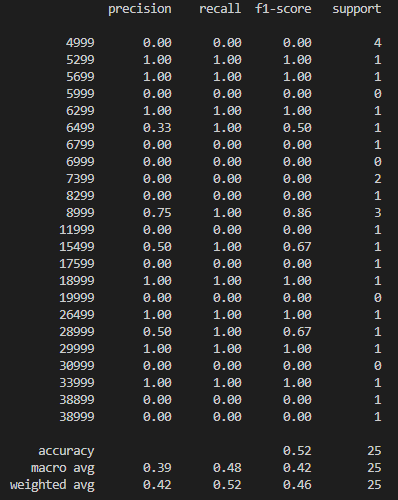 precision recall f1-score support
4999 0.00 0.00 0.00 4
5299 1.00 1.00 1.00 1
5699 1.00 1.00 1.00 1
5999 0.00 0.00 0.00 0
6299 1.00 1.00 1.00 1
6499 0.33 1.00 0.50 1
6799 0.00 0.00 0.00 1
6999 0.00 0.00 0.00 0
7399 0.00 0.00 0.00 2
8299 0.00 0.00 0.00 1
8999 0.75 1.00 0.86 3
11999 0.00 0.00 0.00 1
15499 0.50 1.00 0.67 1
17599 0.00 0.00 0.00 1
18999 1.00 1.00 1.00 1
19999 0.00 0.00 0.00 0
26499 1.00 1.00 1.00 1
28999 0.50 1.00 0.67 1
29999 1.00 1.00 1.00 1
30999 0.00 0.00 0.00 0
33999 1.00 1.00 1.00 1
38899 0.00 0.00 0.00 1
38999 0.00 0.00 0.00 1
accuracy 0.52 25
macro avg 0.39 0.48 0.42 25
weighted avg 0.42 0.52 0.46 25